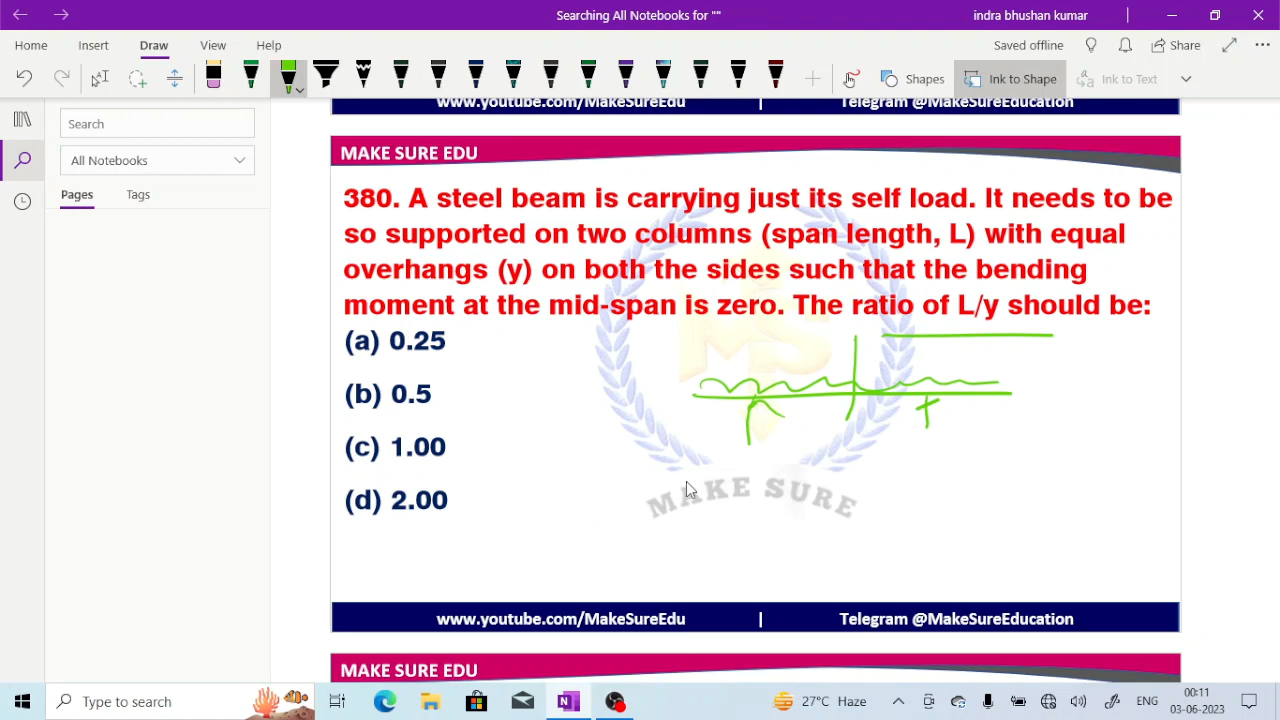 Searching All Notebooks for ""
indra bhushan kumar
Home Insert Draw View Help
Saved offline Share
Shapes Ink to Shape Ink to Text
Search
All Notebooks
Pages Tags
www.youtube.com/MakeSureEdu | Telegram @MakeSureEducation
MAKE SURE EDU
380. A steel beam is carrying just its self load. It needs to be
so supported on two columns (span length, L) with equal
overhangs (y) on both the sides such that the bending
moment at the mid-span is zero. The ratio of L/y should be:
(a) 0.25
(b) 0.5
(c) 1.00
(d) 2.00
MAKE SURE
www.youtube.com/MakeSureEdu | Telegram @MakeSureEducation
MAKE SURE EDU
Type to search
27°C Haze
ENG
00:11
03-06-2023